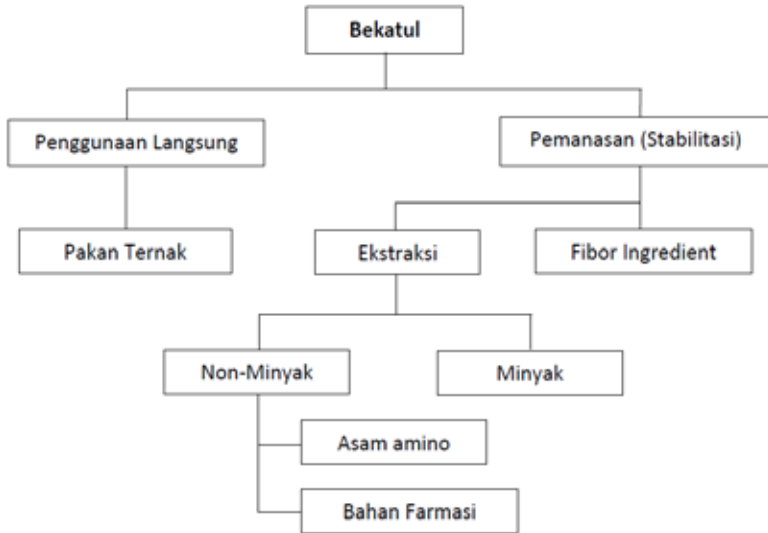 Bekatul
Penggunaan Langsung
Pemanasan (Stabilitasi)
Pakan Ternak
Ekstraksi
Fibor Ingredient
Non-Minyak
Minyak
Asam amino
Bahan Farmasi